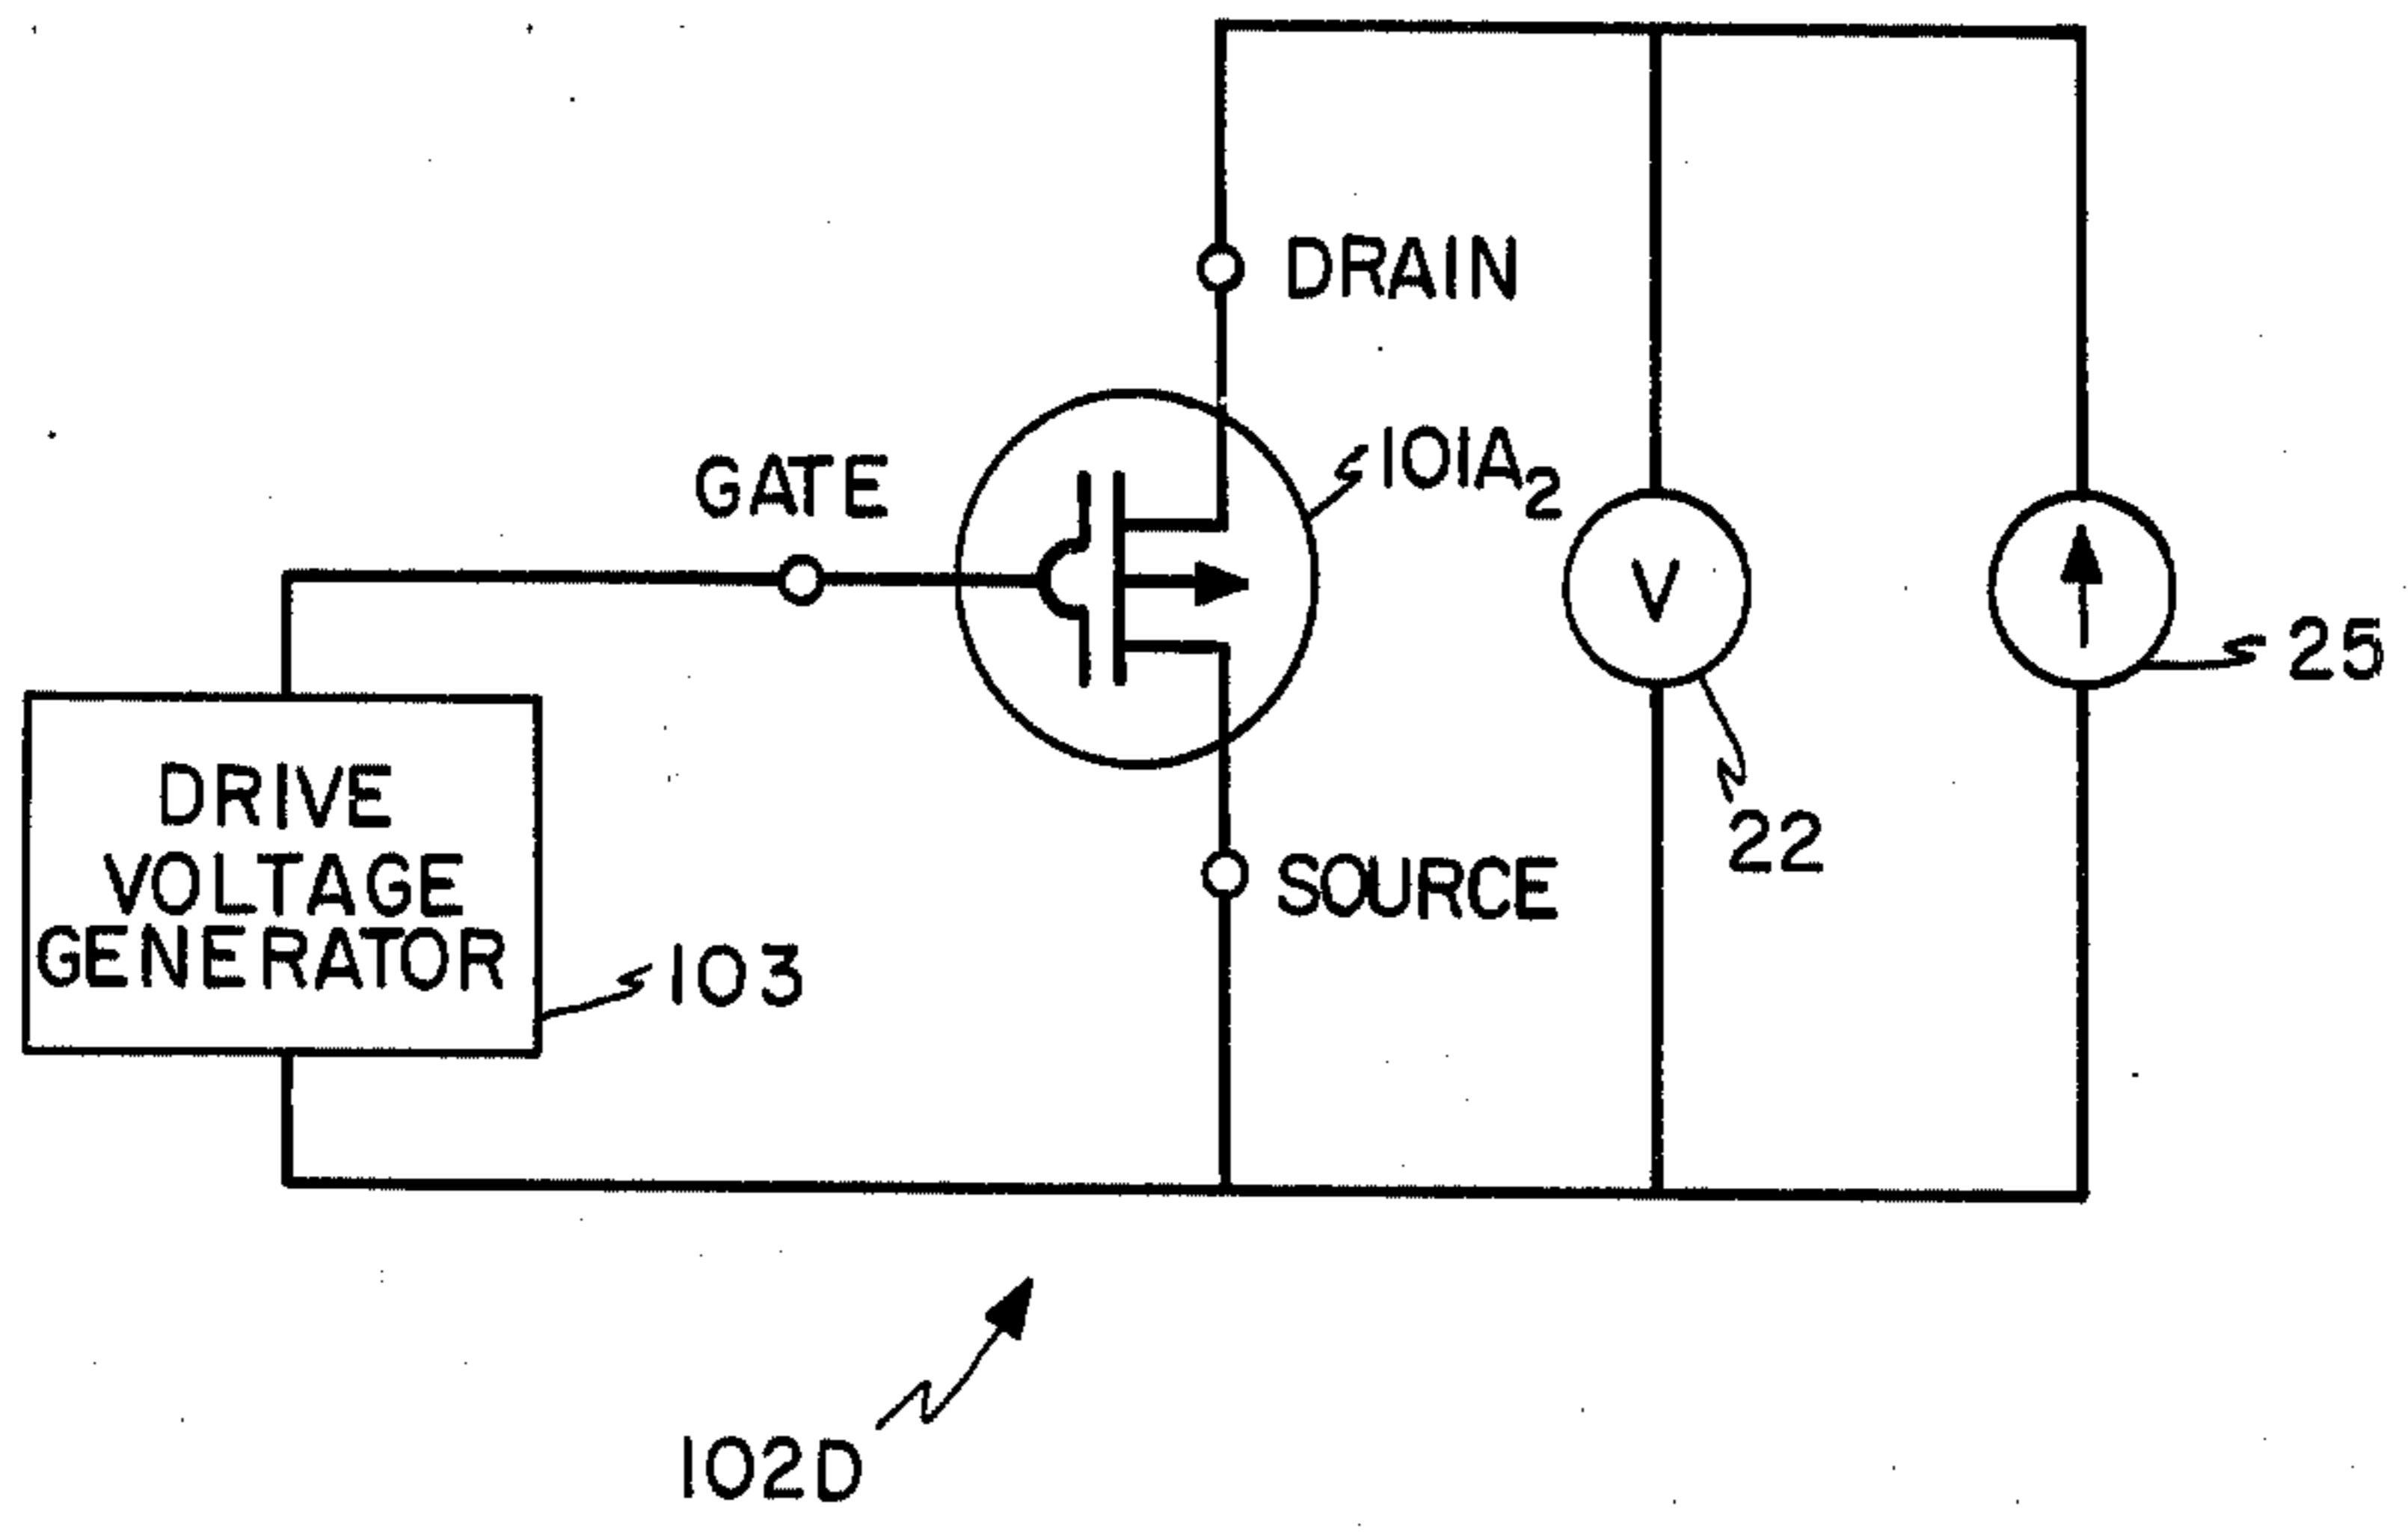 DRAIN
GATE
101A2
V
25
DRIVE
VOLTAGE
GENERATOR
22
SOURCE
103
102D